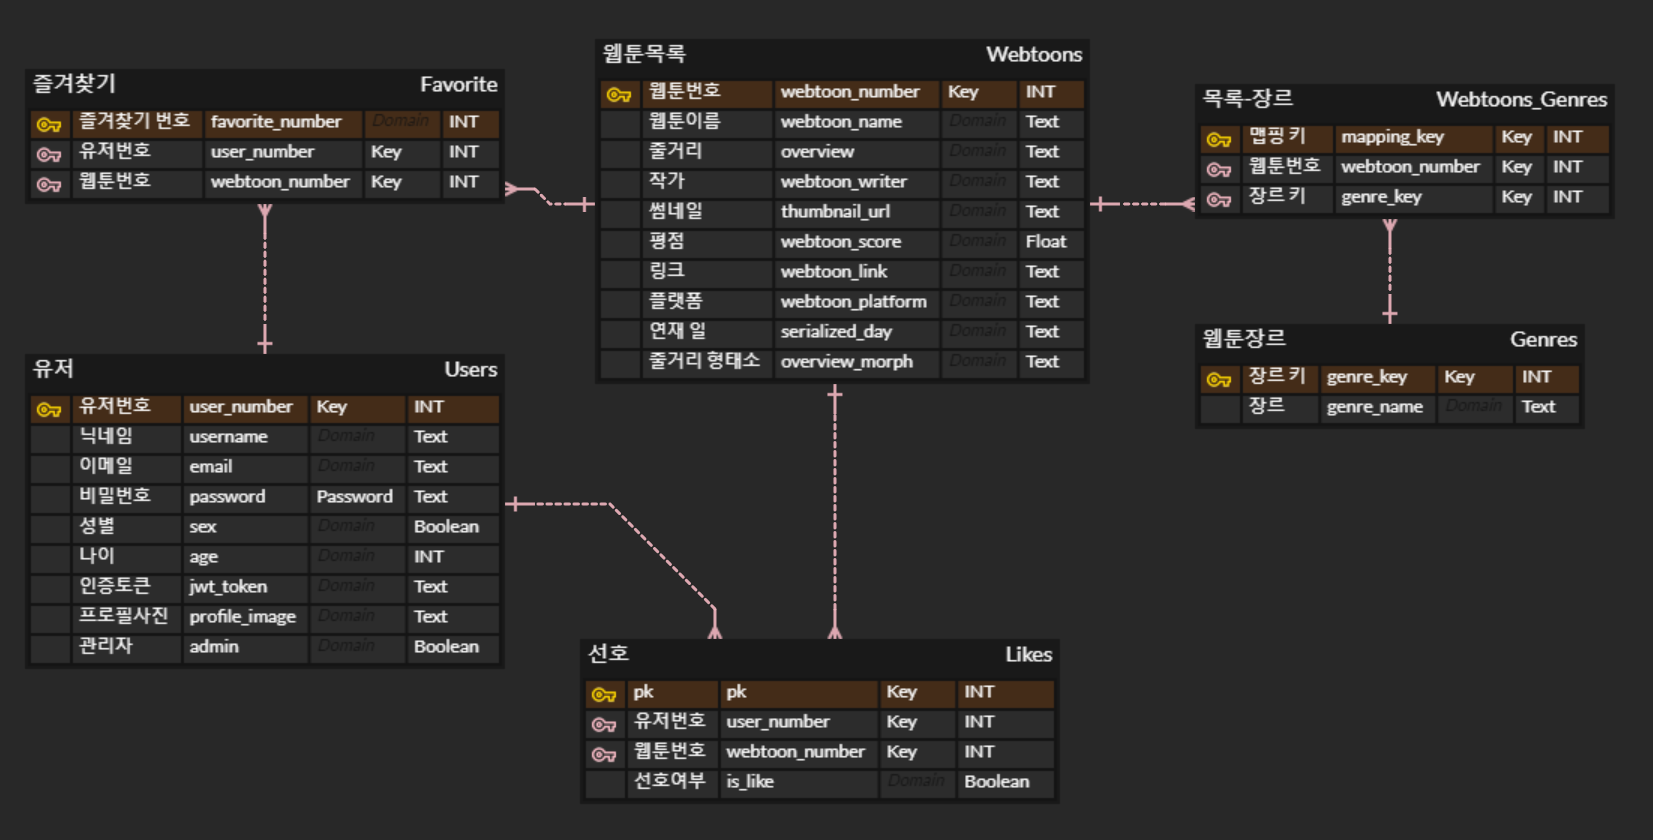 즐겨찾기 Favorite
즐겨찾기 번호 favorite_number Domain INT
유저번호 user_number Key INT
웹툰번호 webtoon_number Key INT
웹툰목록 Webtoons
웹툰번호 webtoon_number Key INT
웹툰이름 webtoon_name Domain Text
줄거리 overview Domain Text
작가 webtoon_writer Domain Text
썸네일 thumbnail_url Domain Text
평점 webtoon_score Domain Float
링크 webtoon_link Domain Text
플랫폼 webtoon_platform Domain Text
연재 일 serialized_day Domain Text
줄거리 형태소 overview_morph Domain Text
목록-장르 Webtoons_Genres
맵핑 키 mapping_key Key INT
웹툰번호 webtoon_number Key INT
장르 키 genre_key Key INT
웹툰장르 Genres
장르 키 genre_key Key INT
장르 genre_name Domain Text
유저 Users
유저번호 user_number Key INT
닉네임 username Domain Text
이메일 email Domain Text
비밀번호 password Password Text
성별 sex Domain Boolean
나이 age Domain INT
인증토큰 jwt_token Domain Text
프로필사진 profile_image Domain Text
관리자 admin Domain Boolean
선호 Likes
pk pk Key INT
유저번호 user_number Key INT
웹툰번호 webtoon_number Key INT
선호여부 is_like Domain Boolean